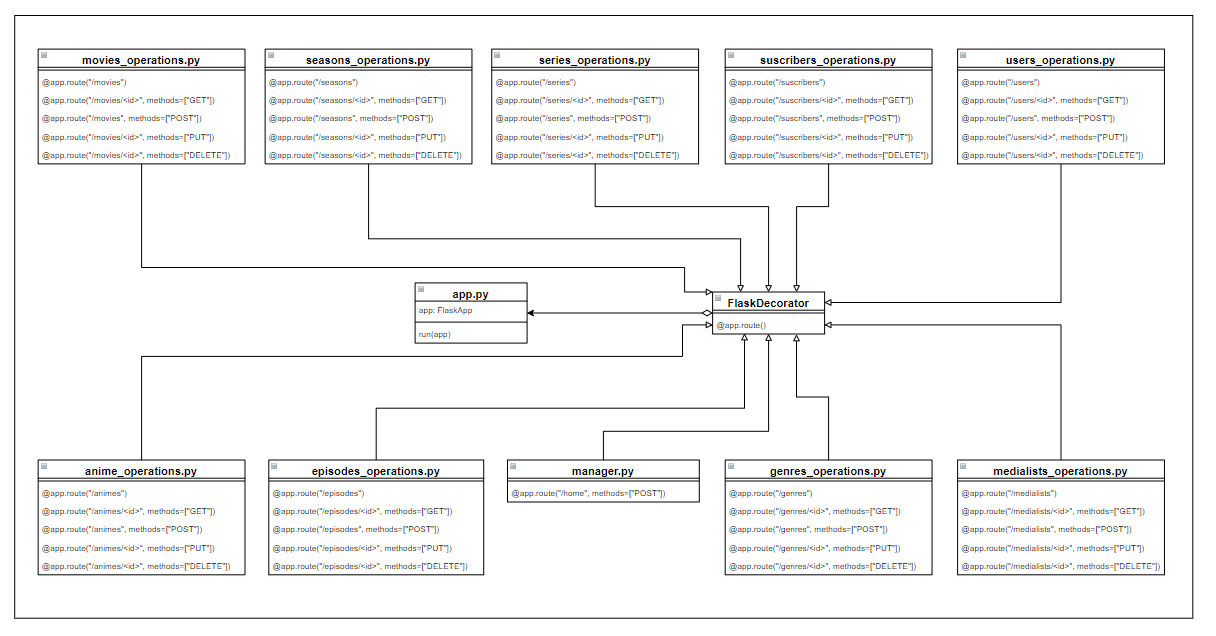 movies_operations.py
@app.route("/movies")
@app.route("/movies/<id>", methods=["GET"])
@app.route("/movies", methods=["POST"])
@app.route("/movies/<id>", methods=["PUT"])
@app.route("/movies/<id>", methods=["DELETE"])
seasons_operations.py
@app.route("/seasons")
@app.route("/seasons/<id>", methods=["GET"])
@app.route("/seasons", methods=["POST"])
@app.route("/seasons/<id>", methods=["PUT"])
@app.route("/seasons/<id>", methods=["DELETE"])
series_operations.py
@app.route("/series")
@app.route("/series/<id>", methods=["GET"])
@app.route("/series", methods=["POST"])
@app.route("/series/<id>", methods=["PUT"])
@app.route("/series/<id>", methods=["DELETE"])
suscribers_operations.py
@app.route("/suscribers")
@app.route("/suscribers/<id>", methods=["GET"])
@app.route("/suscribers", methods=["POST"])
@app.route("/suscribers/<id>", methods=["PUT"])
@app.route("/suscribers/<id>", methods=["DELETE"])
users_operations.py
@app.route("/users")
@app.route("/users/<id>", methods=["GET"])
@app.route("/users", methods=["POST"])
@app.route("/users/<id>", methods=["PUT"])
@app.route("/users/<id>", methods=["DELETE"])
app.py
app: FlaskApp
run(app)
FlaskDecorator
@app.route()
anime_operations.py
@app.route("/animes")
@app.route("/animes/<id>", methods=["GET"])
@app.route("/animes", methods=["POST"])
@app.route("/animes/<id>", methods=["PUT"])
@app.route("/animes/<id>", methods=["DELETE"])
episodes_operations.py
@app.route("/episodes")
@app.route("/episodes/<id>", methods=["GET"])
@app.route("/episodes", methods=["POST"])
@app.route("/episodes/<id>", methods=["PUT"])
@app.route("/episodes/<id>", methods=["DELETE"])
manager.py
@app.route("/home", methods=["POST"])
genres_operations.py
@app.route("/genres")
@app.route("/genres/<id>", methods=["GET"])
@app.route("/genres", methods=["POST"])
@app.route("/genres/<id>", methods=["PUT"])
@app.route("/genres/<id>", methods=["DELETE"])
medialists_operations.py
@app.route("/medialists")
@app.route("/medialists/<id>", methods=["GET"])
@app.route("/medialists", methods=["POST"])
@app.route("/medialists/<id>", methods=["PUT"])
@app.route("/medialists/<id>", methods=["DELETE"])